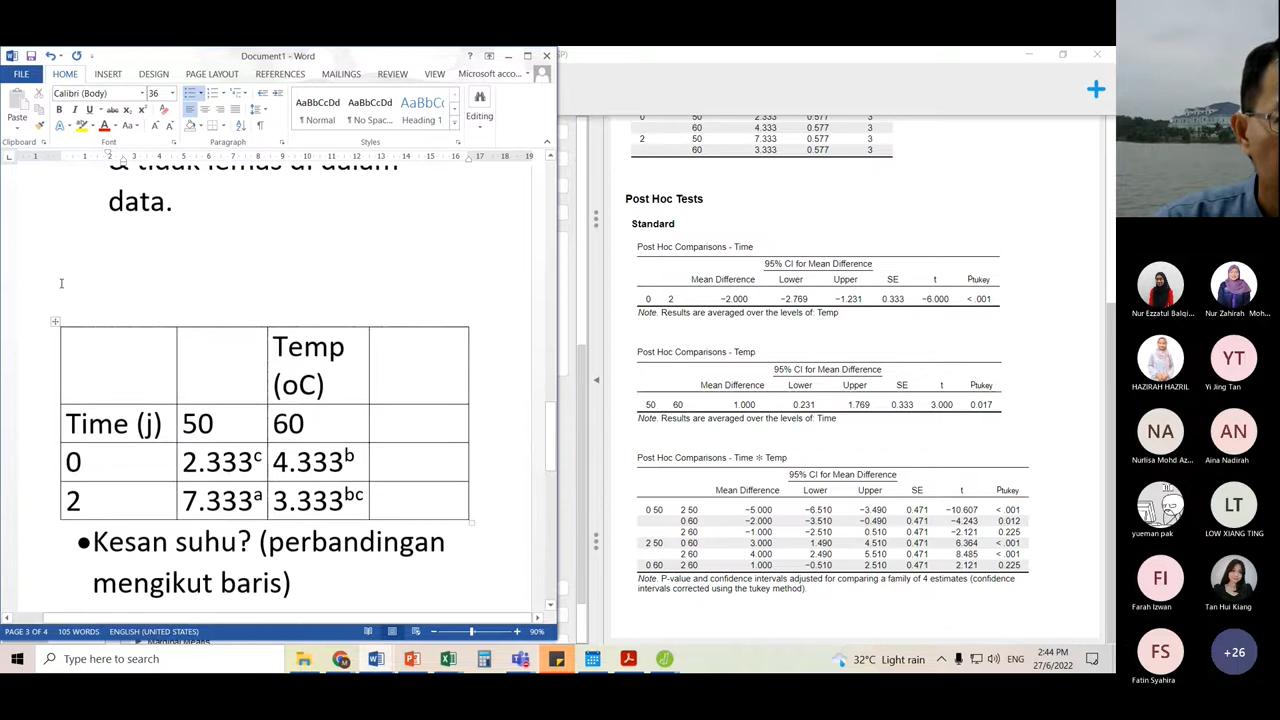 Document1 - Word
FILE HOME INSERT DESIGN PAGE LAYOUT REFERENCES MAILINGS REVIEW VIEW Microsoft acco...
Calibri (Body) 36
Paste
AaBbCcDd AaBbCcDd AaBbCc
¶ Normal ¶ No Spac... Heading 1
Editing
Clipboard Font Paragraph Styles
& tidak lemas di dalam
data.
Temp
(oC)
Time (j) 50 60
0 2.333c 4.333b
2 7.333a 3.333bc
•Kesan suhu? (perbandingan
mengikut baris)
PAGE 3 OF 4 105 WORDS ENGLISH (UNITED STATES) 90%
0 50 2.333 0.577 3
60 4.333 0.577 3
2 50 7.333 0.577 3
60 3.333 0.577 3
Post Hoc Tests
Standard
Post Hoc Comparisons - Time
95% CI for Mean Difference
Mean Difference Lower Upper SE t Ptukey
0 2 −2.000 −2.769 −1.231 0.333 −6.000 < .001
Note. Results are averaged over the levels of: Temp
Post Hoc Comparisons - Temp
95% CI for Mean Difference
Mean Difference Lower Upper SE t Ptukey
50 60 1.000 0.231 1.769 0.333 3.000 0.017
Note. Results are averaged over the levels of: Time
Post Hoc Comparisons - Time ✻ Temp
95% CI for Mean Difference
Mean Difference Lower Upper SE t Ptukey
0 50 2 50 −5.000 −6.510 −3.490 0.471 −10.607 < .001
0 60 −2.000 −3.510 −0.490 0.471 −4.243 0.012
2 60 −1.000 −2.510 0.510 0.471 −2.121 0.225
2 50 0 60 3.000 1.490 4.510 0.471 6.364 < .001
2 60 4.000 2.490 5.510 0.471 8.485 < .001
0 60 2 60 1.000 −0.510 2.510 0.471 2.121 0.225
Note. P-value and confidence intervals adjusted for comparing a family of 4 estimates (confidence
intervals corrected using the tukey method).
Nur Ezzatul Balqi... Nur Zahirah Moh...
YT
HAZIRAH HAZRIL Yi Jing Tan
NA AN
Nurlisa Mohd Az... Aina Nadirah
LT
yueman pak LOW XIANG TING
FI
Farah Izwan Tan Hui Kiang
FS +26
Fatin Syahira
Type here to search
32°C Light rain ENG
2:44 PM
27/6/2022